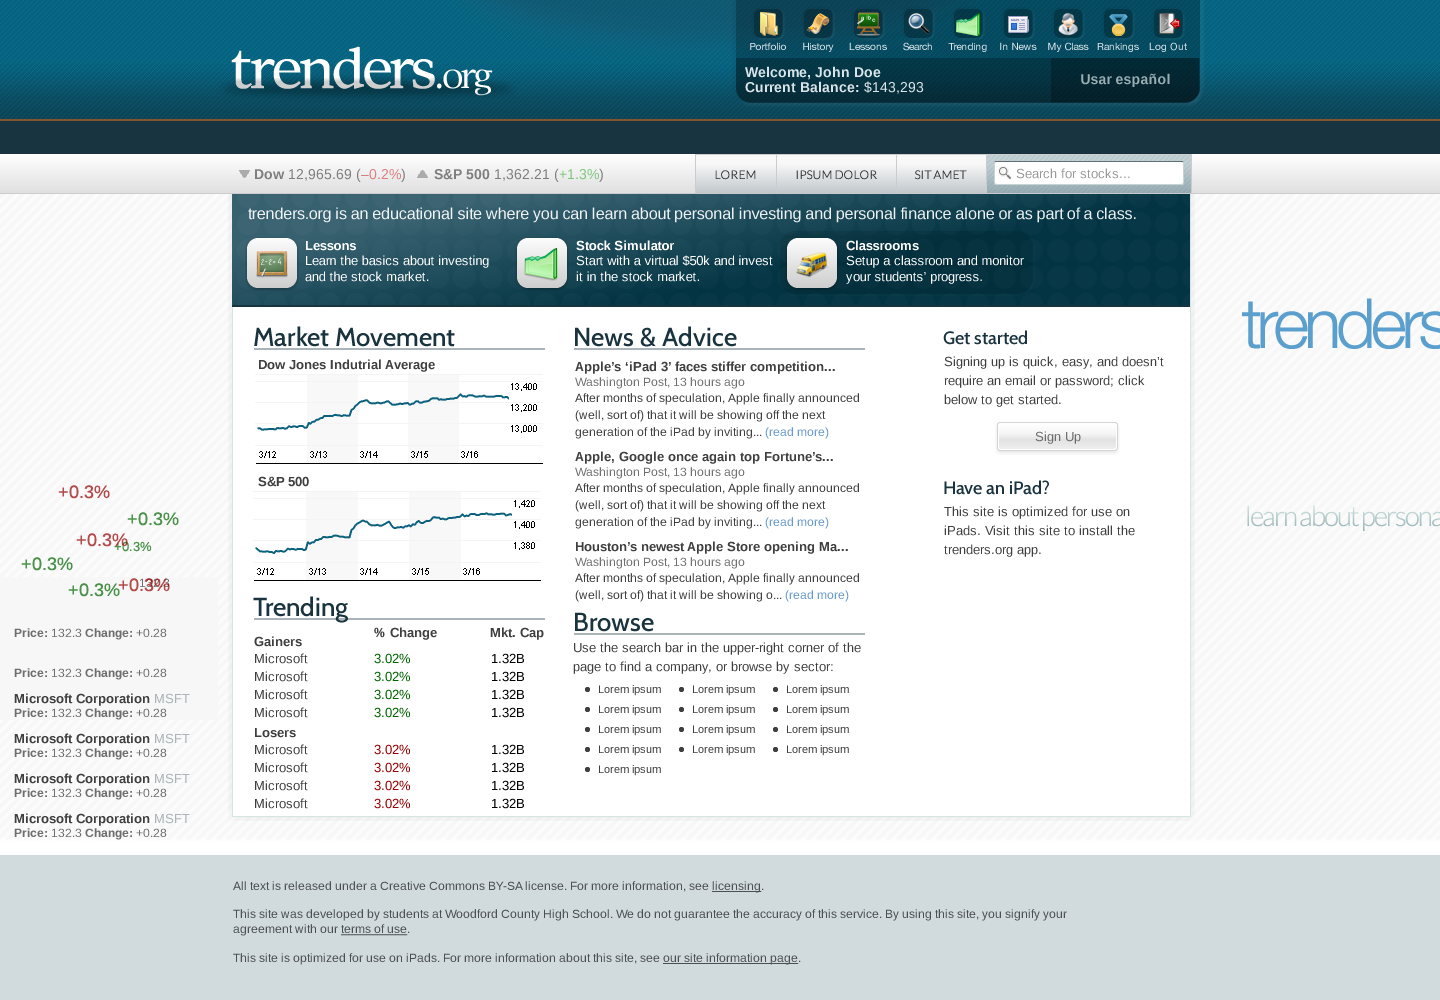 Portfolio History Lessons Search Trending In News My Class Rankings Log Out
trenders.org
Welcome, John Doe
Current Balance: $143,293
Usar español
Dow 12,965.69 (–0.2%) S&P 500 1,362.21 (+1.3%)
LOREM IPSUM DOLOR SIT AMET
Search for stocks...
trenders.org is an educational site where you can learn about personal investing and personal finance alone or as part of a class.
Lessons
Learn the basics about investing
and the stock market.
Stock Simulator
Start with a virtual $50k and invest
it in the stock market.
Classrooms
Setup a classroom and monitor
your students’ progress.
Market Movement
Dow Jones Indutrial Average
13,400
13,200
13,000
3/12 3/13 3/14 3/15 3/16
S&P 500
1,420
1,400
1,380
3/12 3/13 3/14 3/15 3/16
Trending
% Change Mkt. Cap
Gainers
Microsoft 3.02% 1.32B
Microsoft 3.02% 1.32B
Microsoft 3.02% 1.32B
Microsoft 3.02% 1.32B
Losers
Microsoft 3.02% 1.32B
Microsoft 3.02% 1.32B
Microsoft 3.02% 1.32B
Microsoft 3.02% 1.32B
News & Advice
Apple’s ‘iPad 3’ faces stiffer competition...
Washington Post, 13 hours ago
After months of speculation, Apple finally announced
(well, sort of) that it will be showing off the next
generation of the iPad by inviting... (read more)
Apple, Google once again top Fortune’s...
Washington Post, 13 hours ago
After months of speculation, Apple finally announced
(well, sort of) that it will be showing off the next
generation of the iPad by inviting... (read more)
Houston’s newest Apple Store opening Ma...
Washington Post, 13 hours ago
After months of speculation, Apple finally announced
(well, sort of) that it will be showing o... (read more)
Browse
Use the search bar in the upper-right corner of the
page to find a company, or browse by sector:
Lorem ipsum Lorem ipsum Lorem ipsum
Lorem ipsum Lorem ipsum Lorem ipsum
Lorem ipsum Lorem ipsum Lorem ipsum
Lorem ipsum Lorem ipsum Lorem ipsum
Lorem ipsum
Get started
Signing up is quick, easy, and doesn’t
require an email or password; click
below to get started.
Sign Up
Have an iPad?
This site is optimized for use on
iPads. Visit this site to install the
trenders.org app.
trenders
learn about persona
+0.3%
+0.3%
+0.3%
+0.3%
+0.3%
+0.3%
+0.3%
Price: 132.3 Change: +0.28
Price: 132.3 Change: +0.28
Microsoft Corporation MSFT
Price: 132.3 Change: +0.28
Microsoft Corporation MSFT
Price: 132.3 Change: +0.28
Microsoft Corporation MSFT
Price: 132.3 Change: +0.28
Microsoft Corporation MSFT
Price: 132.3 Change: +0.28
All text is released under a Creative Commons BY-SA license. For more information, see licensing.
This site was developed by students at Woodford County High School. We do not guarantee the accuracy of this service. By using this site, you signify your
agreement with our terms of use.
This site is optimized for use on iPads. For more information about this site, see our site information page.